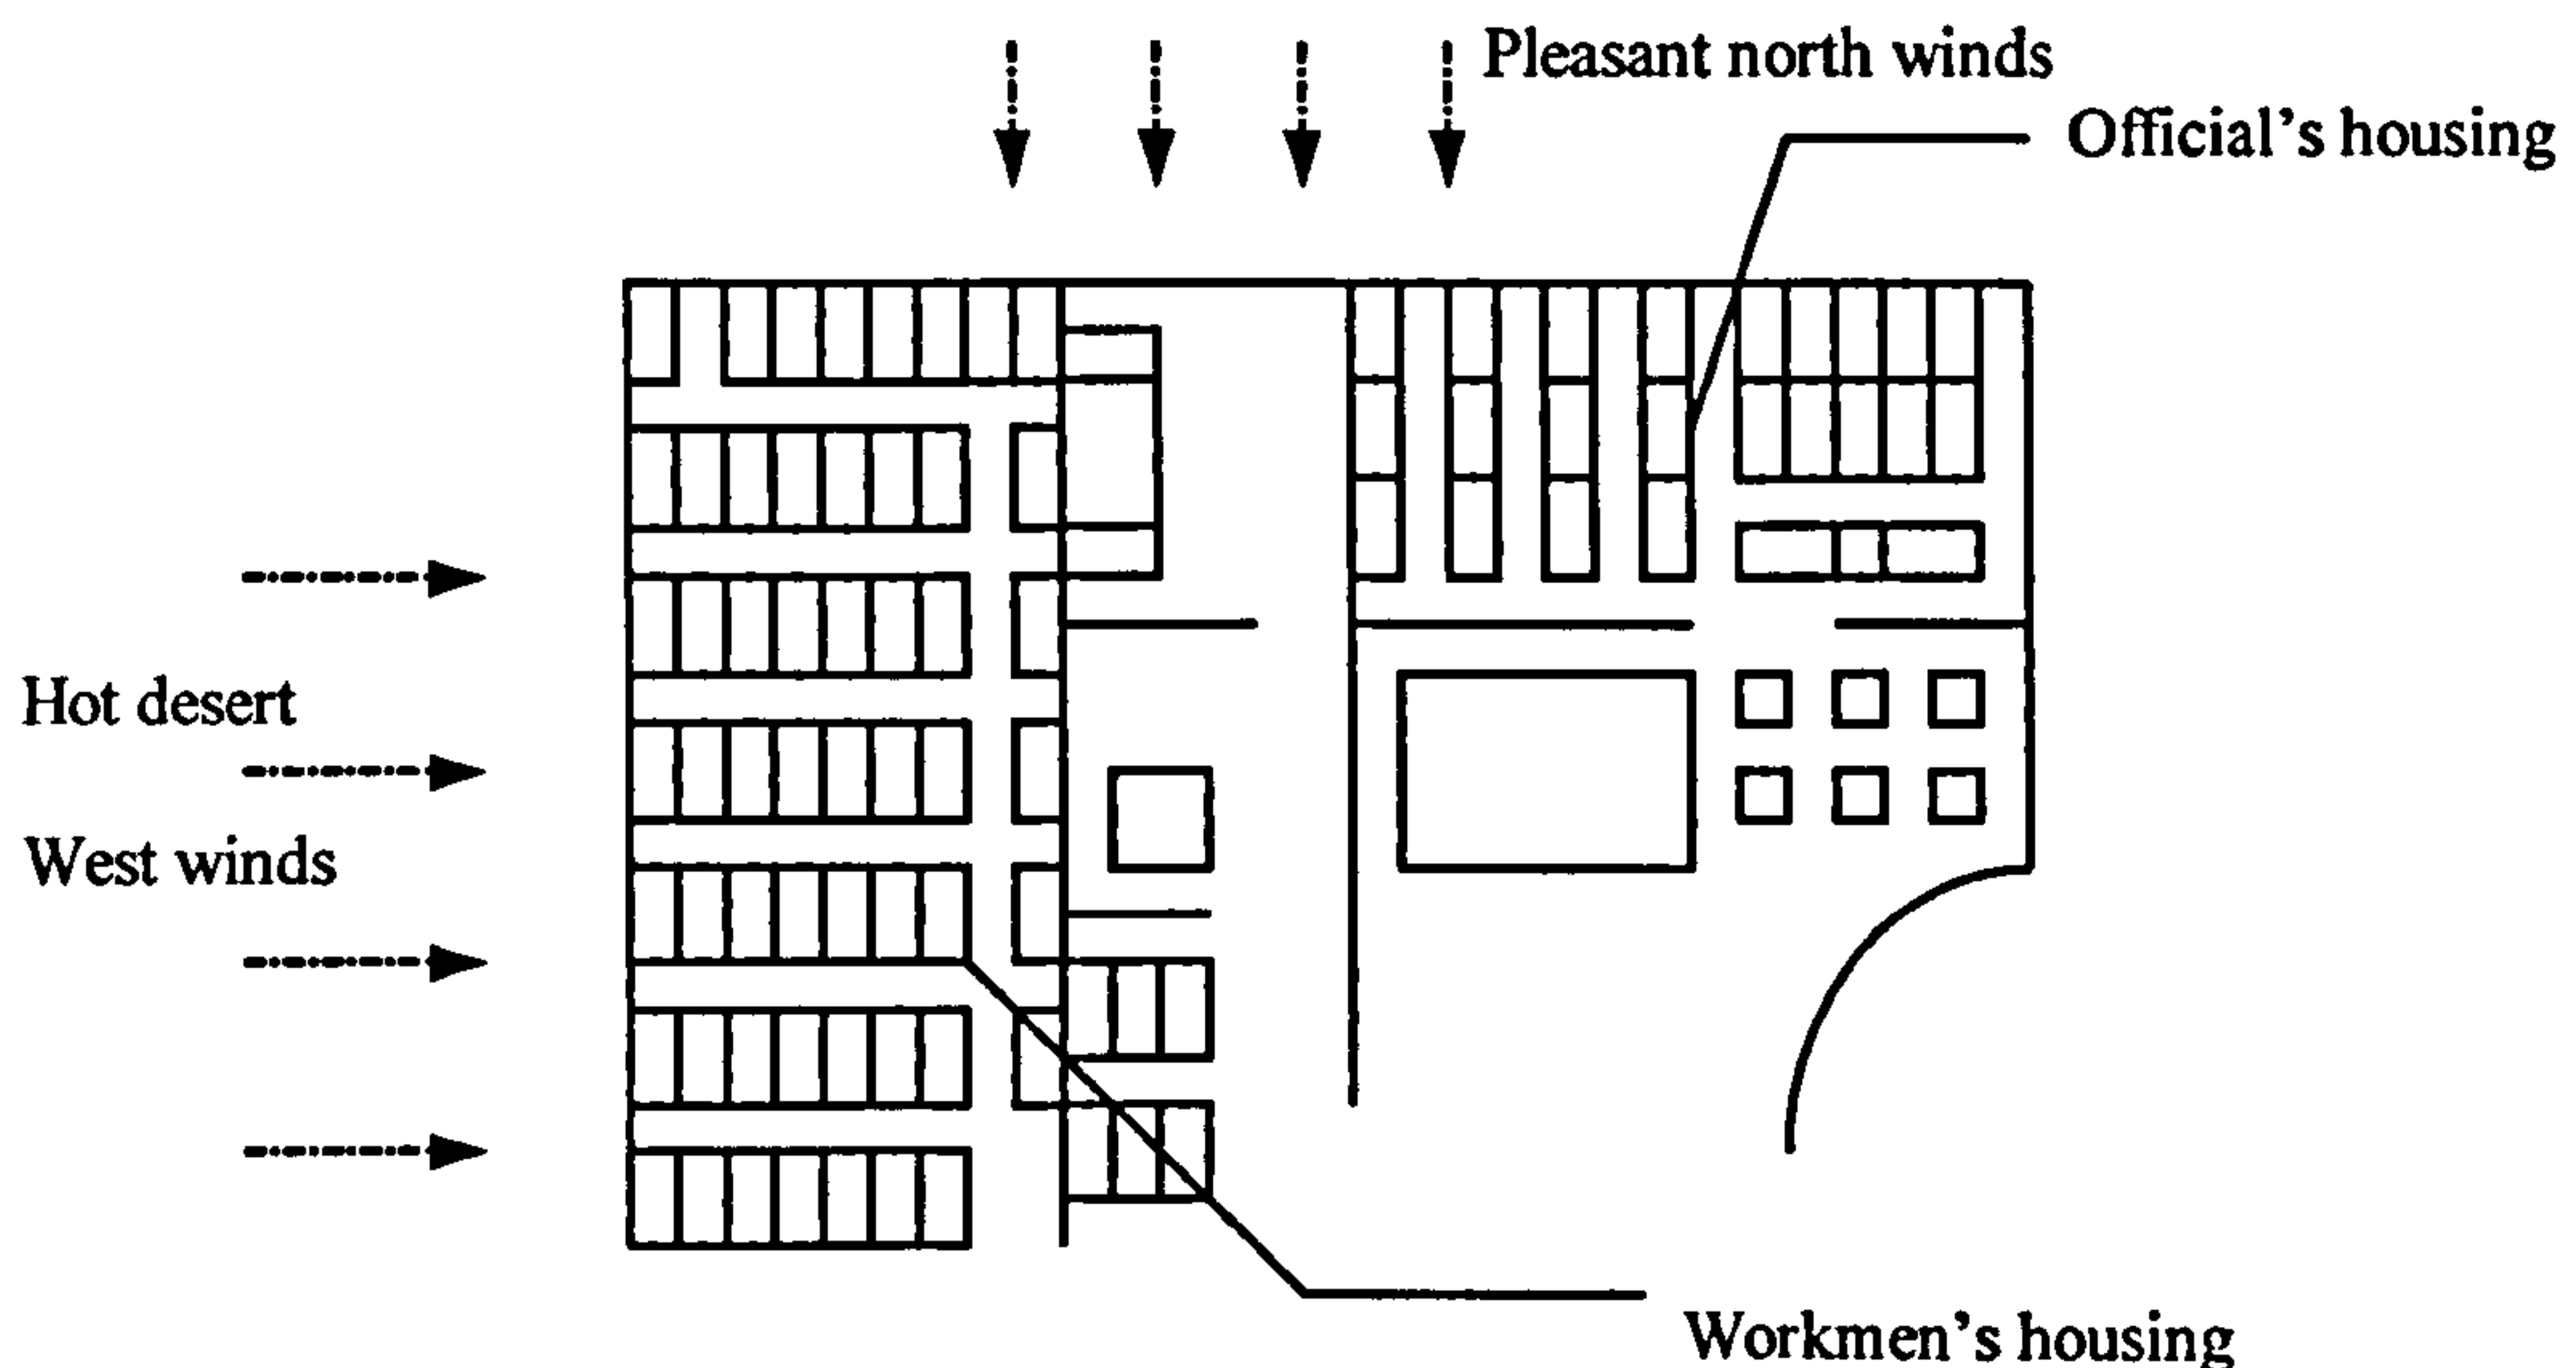 Pleasant north winds
Official's housing
Hot desert
West winds
Workmen's housing